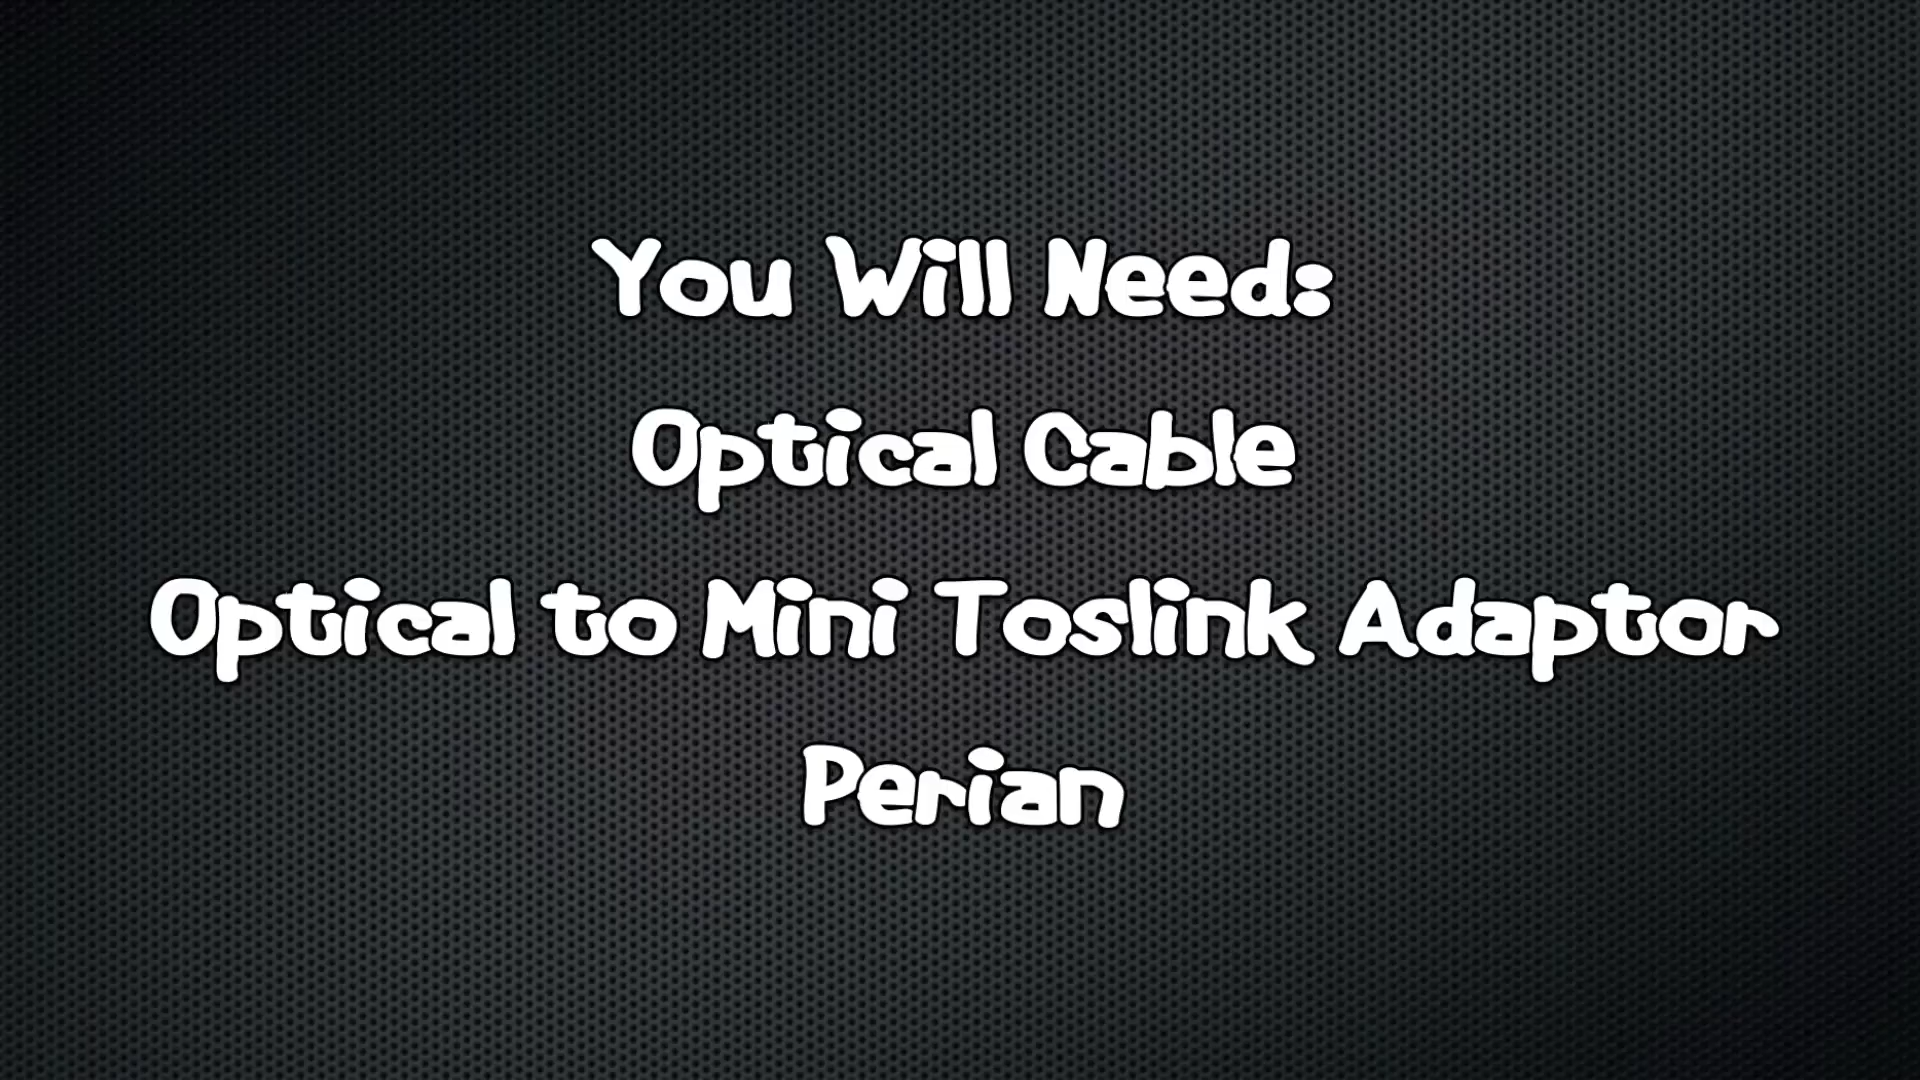 You Will Need:
Optical Cable
Optical to Mini Toslink Adaptor
Perian